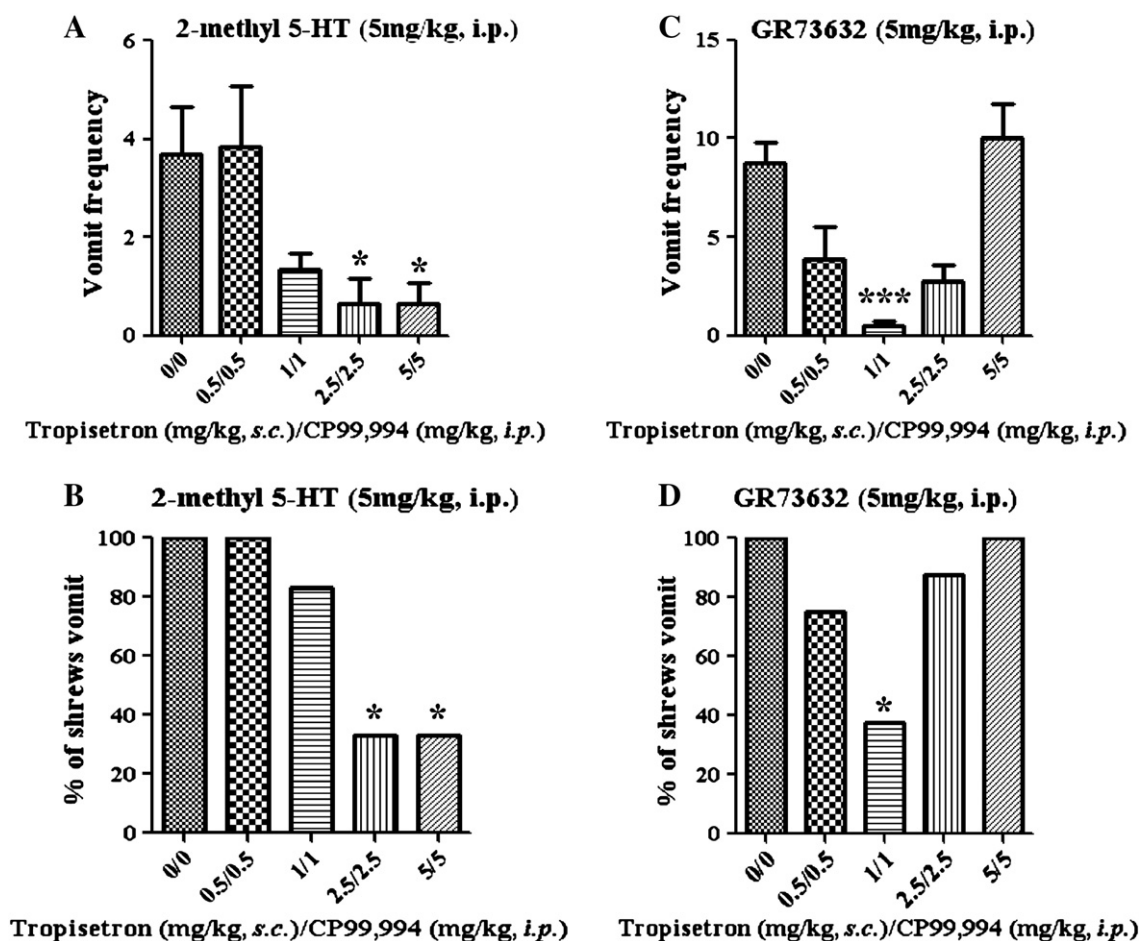 A
2-methyl 5-HT (5mg/kg, i.p.)
Vomit frequency
6
4
2
0
*
*
0/0
0.5/0.5
1/1
2.5/2.5
5/5
Tropisetron (mg/kg, s.c.)/CP99,994 (mg/kg, i.p.)
C
GR73632 (5mg/kg, i.p.)
Vomit frequency
15
10
5
0
***
0/0
0.5/0.5
1/1
2.5/2.5
5/5
Tropisetron (mg/kg, s.c.)/CP99,994 (mg/kg, i.p.)
B
2-methyl 5-HT (5mg/kg, i.p.)
% of shrews vomit
100
80
60
40
20
0
*
*
0/0
0.5/0.5
1/1
2.5/2.5
5/5
Tropisetron (mg/kg, s.c.)/CP99,994 (mg/kg, i.p.)
D
GR73632 (5mg/kg, i.p.)
% of shrews vomit
100
80
60
40
20
0
*
0/0
0.5/0.5
1/1
2.5/2.5
5/5
Tropisetron (mg/kg, s.c.)/CP99,994 (mg/kg, i.p.)